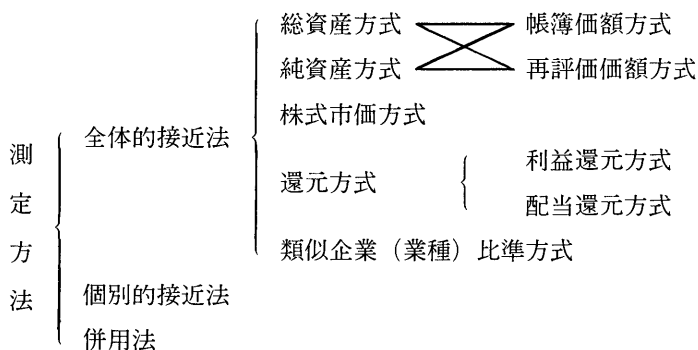 測定方法
全体的接近法
総資産方式
純資産方式
帳簿価額方式
再評価価額方式
株式市価方式
還元方式
利益還元方式
配当還元方式
類似企業（業種）比準方式
個別的接近法
併用法